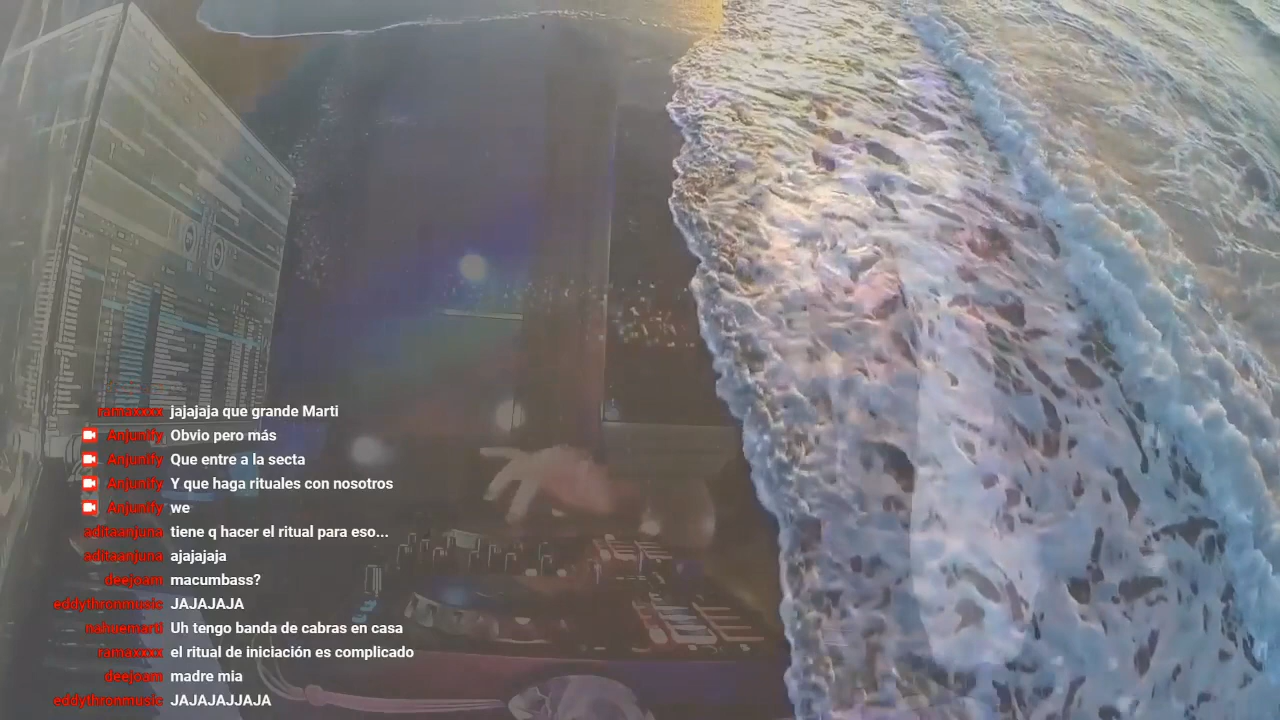 ramaxxxx jajajaja que grande Marti
Anjunify Obvio pero más
Anjunify Que entre a la secta
Anjunify Y que haga rituales con nosotros
Anjunify we
aditaanjuna tiene q hacer el ritual para eso...
aditaanjuna ajajajaja
deejoam macumbass?
eddythronmusic JAJAJAJA
nahuemarti Uh tengo banda de cabras en casa
ramaxxxx el ritual de iniciación es complicado
deejoam madre mia
eddythronmusic JAJAJAJJAJA